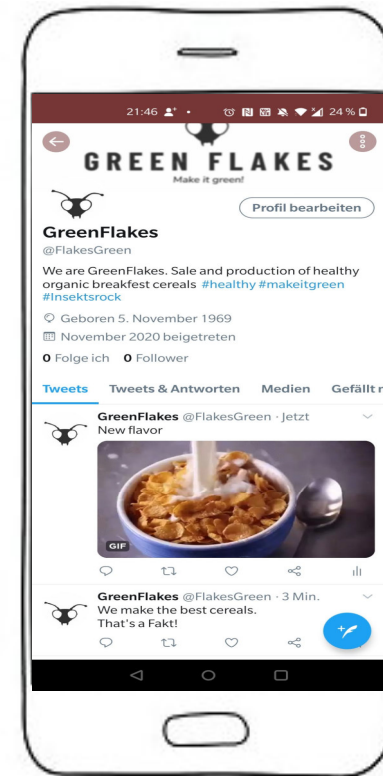 21:46 24 %
GREEN FLAKES
Make it green!
Profil bearbeiten
GreenFlakes
@FlakesGreen
We are GreenFlakes. Sale and production of healthy
organic breakfest cereals #healthy #makeitgreen
#Insektsrock
Geboren 5. November 1969
November 2020 beigetreten
0 Folge ich 0 Follower
Tweets Tweets & Antworten Medien Gefällt
GreenFlakes @FlakesGreen · Jetzt
New flavor
GIF
GreenFlakes @FlakesGreen · 3 Min.
We make the best cereals.
That's a Fakt!